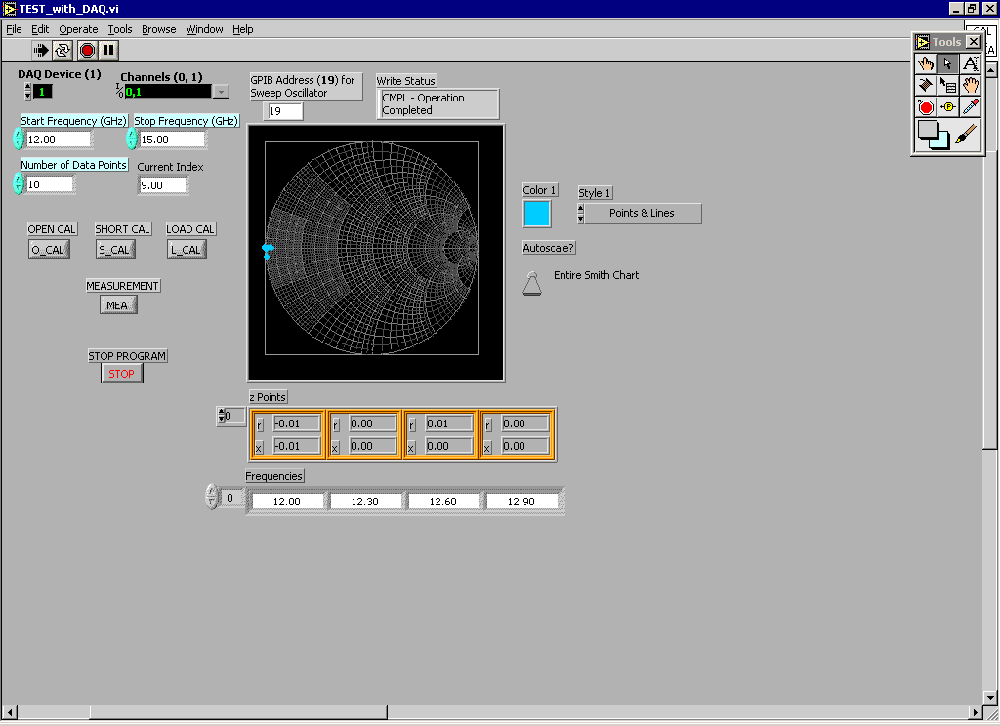 TEST_with_DAQ.vi
File Edit Operate Tools Browse Window Help
CAL
Tools
DAQ Device (1)
1
Channels (0, 1)
0,1
GPIB Address (19) for
Sweep Oscillator
19
Write Status
CMPL - Operation
Completed
Start Frequency (GHz)
12.00
Stop Frequency (GHz)
15.00
Number of Data Points
10
Current Index
9.00
OPEN CAL
O_CAL
SHORT CAL
S_CAL
LOAD CAL
L_CAL
MEASUREMENT
MEA
STOP PROGRAM
STOP
Color 1
Style 1
Points & Lines
Autoscale?
Entire Smith Chart
z Points
0
r -0.01 r 0.00 r 0.01 r 0.00
x -0.01 x 0.00 x 0.00 x 0.00
Frequencies
0 12.00 12.30 12.60 12.90